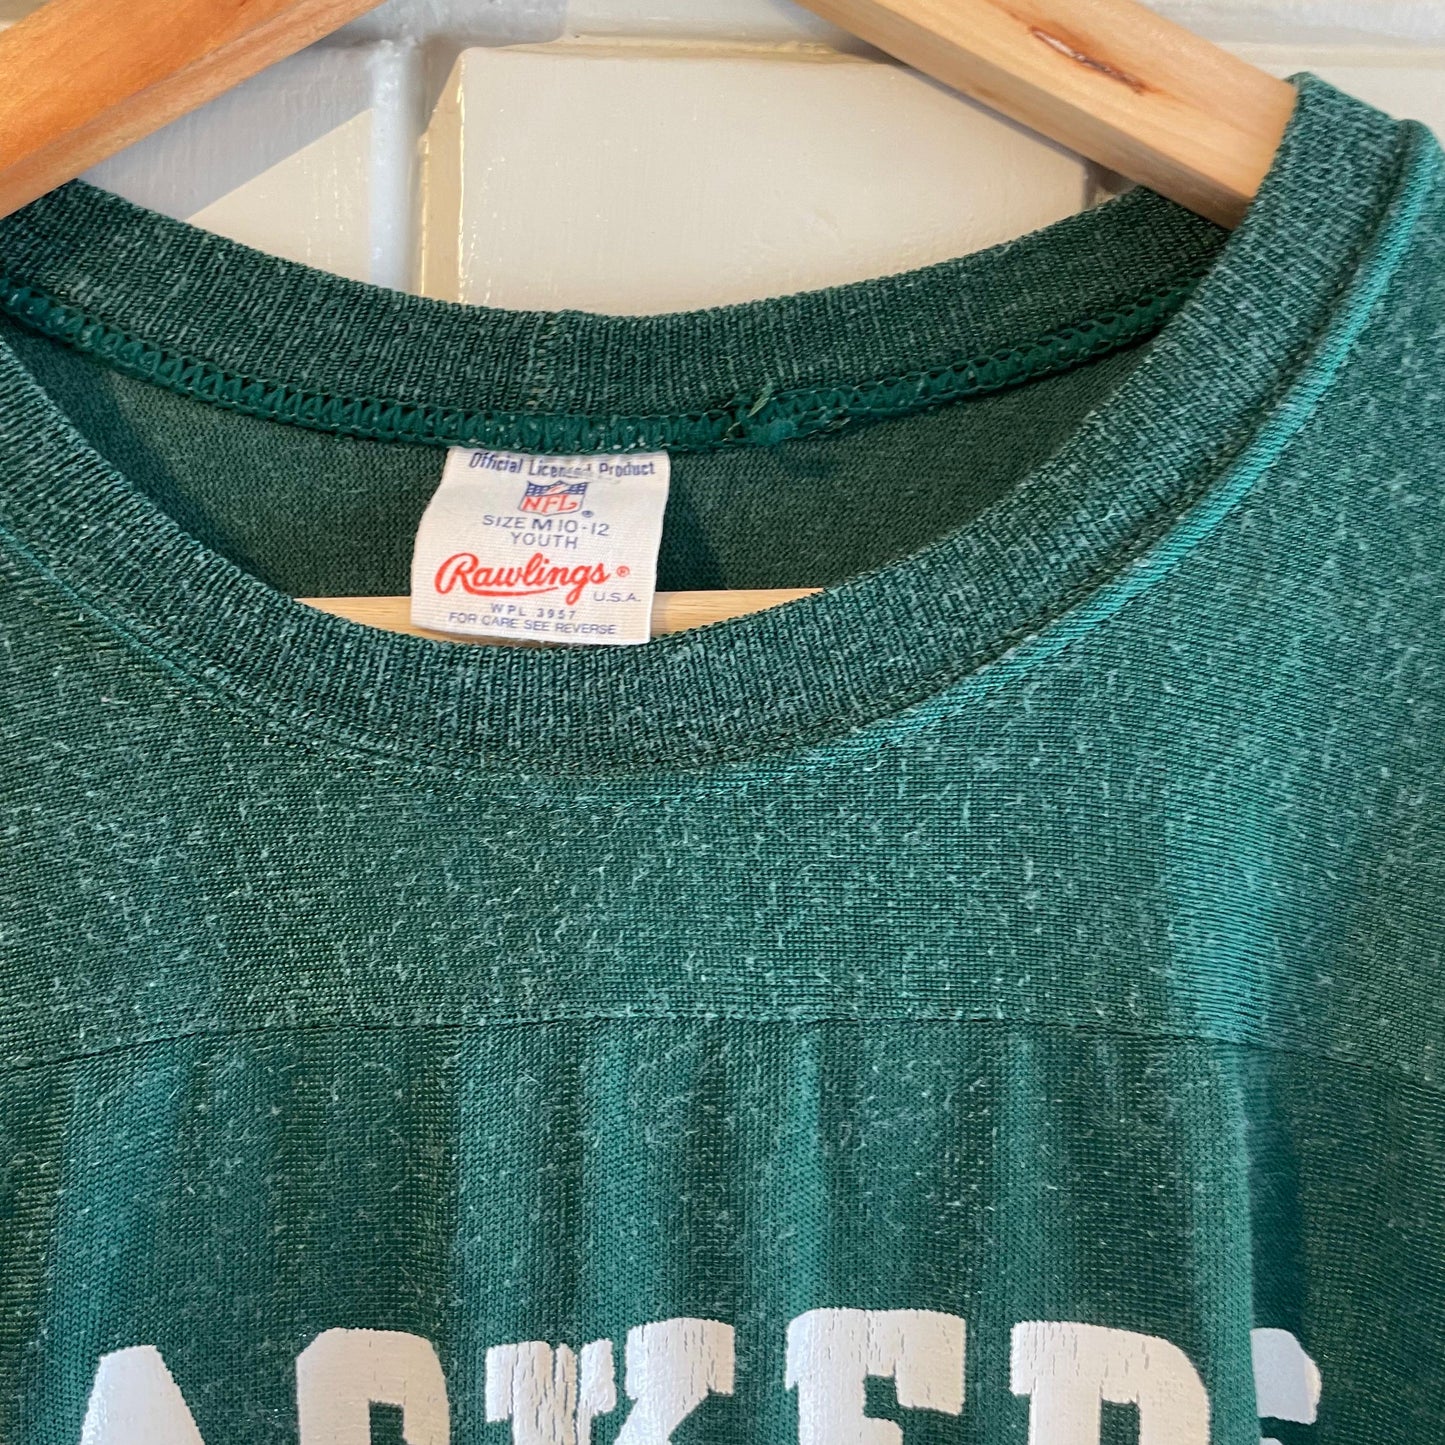 Official Licensed Product
NFL®
SIZE M 10-12
YOUTH
Rawlings®
U.S.A.
WPL 3957
FOR CARE SEE REVERSE
ACKERS